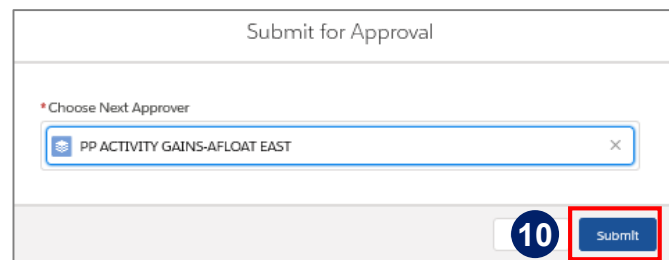 Submit for Approval
*Choose Next Approver
PP ACTIVITY GAINS-AFLOAT EAST
10 Submit